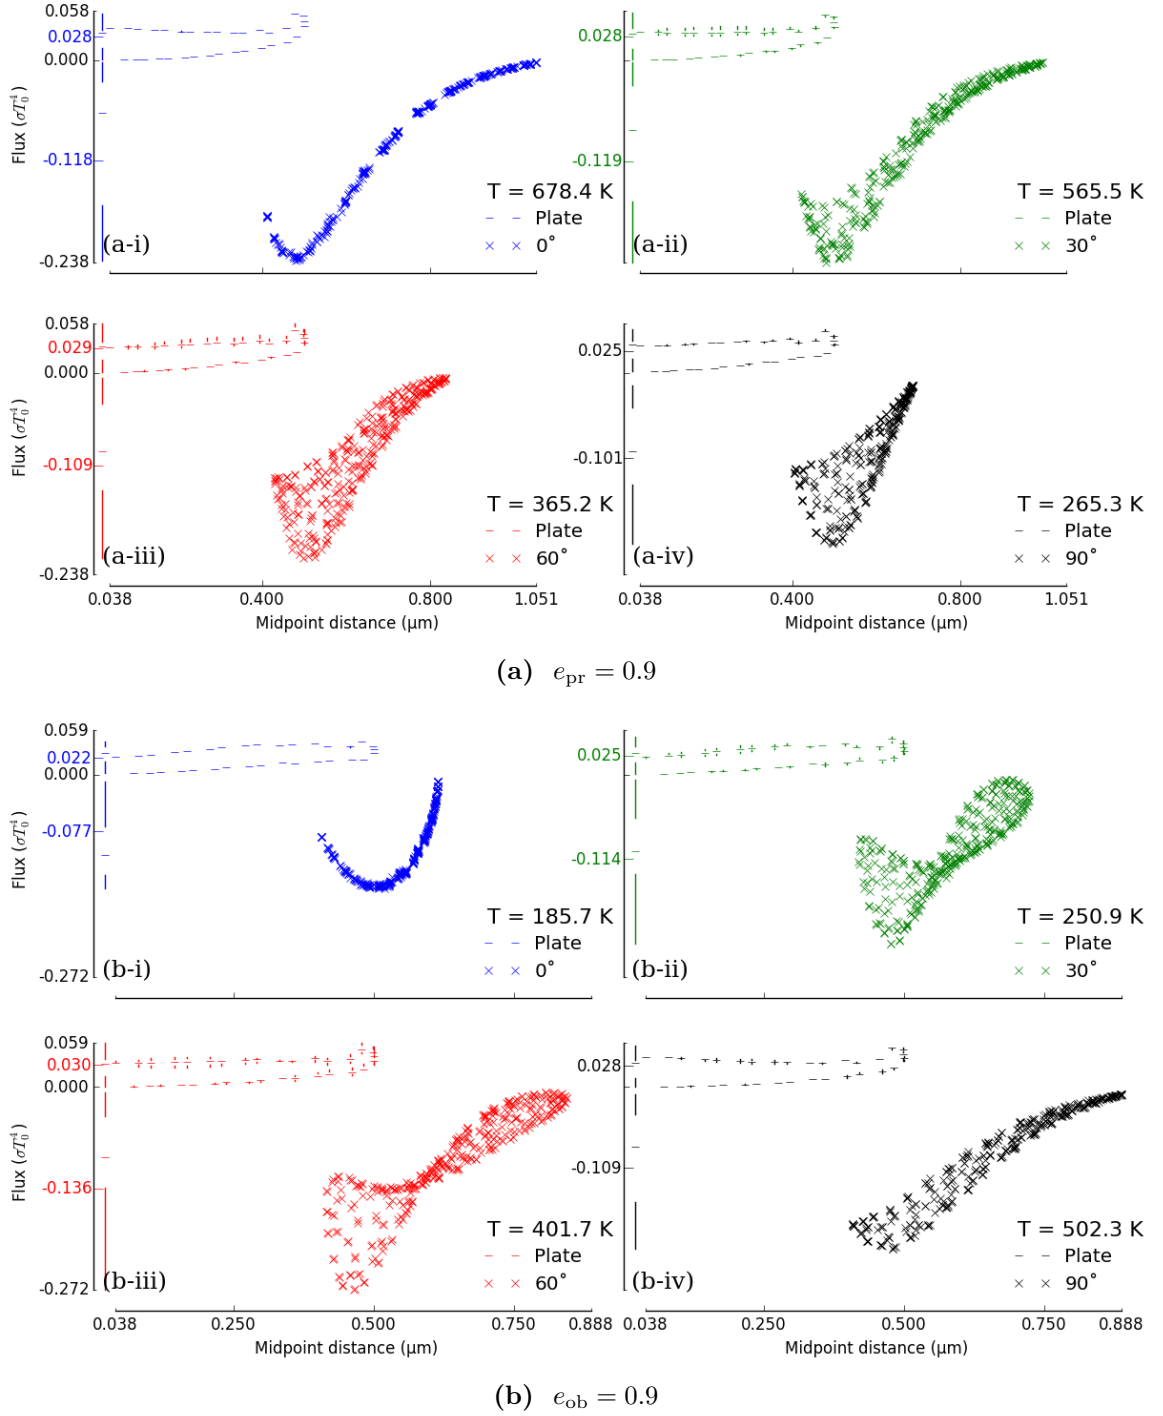 0.058
0.028
0.000
-0.118
-0.238
Flux (σT₀⁴)
T = 678.4 K
Plate
0°
(a-i)
0.028
-0.119
T = 565.5 K
Plate
30°
(a-ii)
0.058
0.029
0.000
-0.109
-0.238
Flux (σT₀⁴)
T = 365.2 K
Plate
60°
(a-iii)
0.038 0.400 0.800 1.051
Midpoint distance (μm)
0.025
-0.101
T = 265.3 K
Plate
90°
(a-iv)
0.038 0.400 0.800 1.051
Midpoint distance (μm)
(a) e_pr = 0.9
0.059
0.022
0.000
-0.077
-0.272
Flux (σT₀⁴)
T = 185.7 K
Plate
0°
(b-i)
0.025
-0.114
T = 250.9 K
Plate
30°
(b-ii)
0.059
0.030
0.000
-0.136
-0.272
Flux (σT₀⁴)
T = 401.7 K
Plate
60°
(b-iii)
0.038 0.250 0.500 0.750 0.888
Midpoint distance (μm)
0.028
-0.109
T = 502.3 K
Plate
90°
(b-iv)
0.038 0.250 0.500 0.750 0.888
Midpoint distance (μm)
(b) e_ob = 0.9